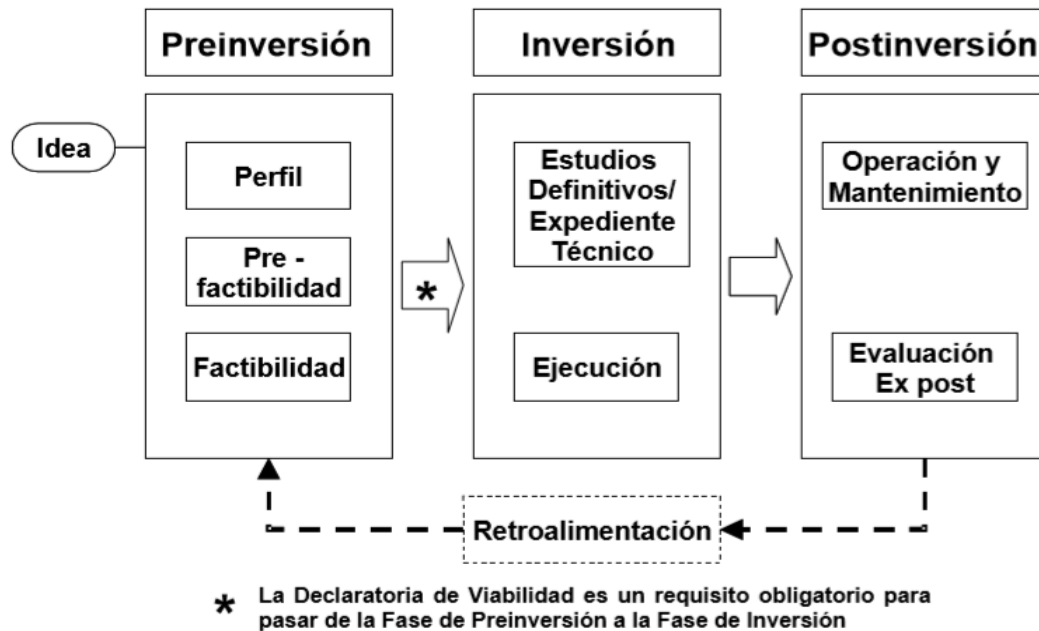 Preinversión
Inversión
Postinversión
Idea
Perfil
Pre -
factibilidad
Factibilidad
Estudios
Definitivos/
Expediente
Técnico
Ejecución
Operación y
Mantenimiento
Evaluación
Ex post
*
Retroalimentación
* La Declaratoria de Viabilidad es un requisito obligatorio para
pasar de la Fase de Preinversión a la Fase de Inversión